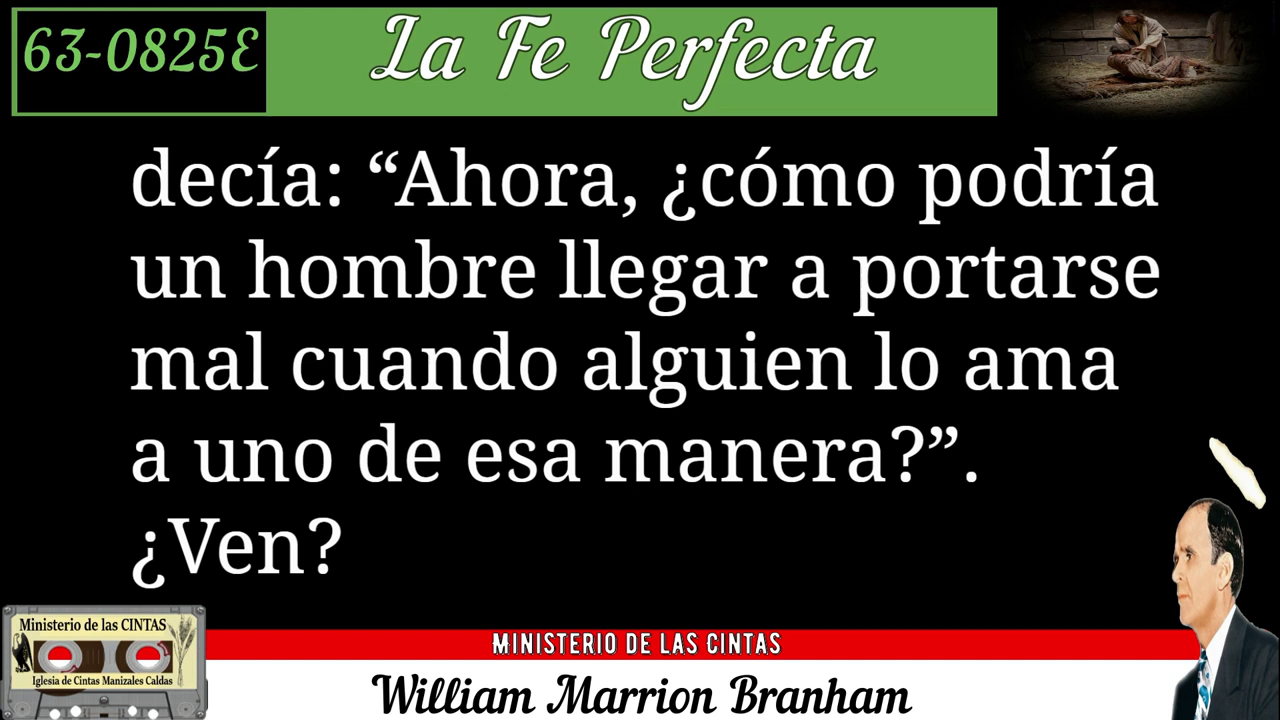 63-0825E
La Fe Perfecta
decía: “Ahora, ¿cómo podría
un hombre llegar a portarse
mal cuando alguien lo ama
a uno de esa manera?”.
¿Ven?
Ministerio de las CINTAS
Iglesia de Cintas Manizales Caldas
MINISTERIO DE LAS CINTAS
William Marrion Branham